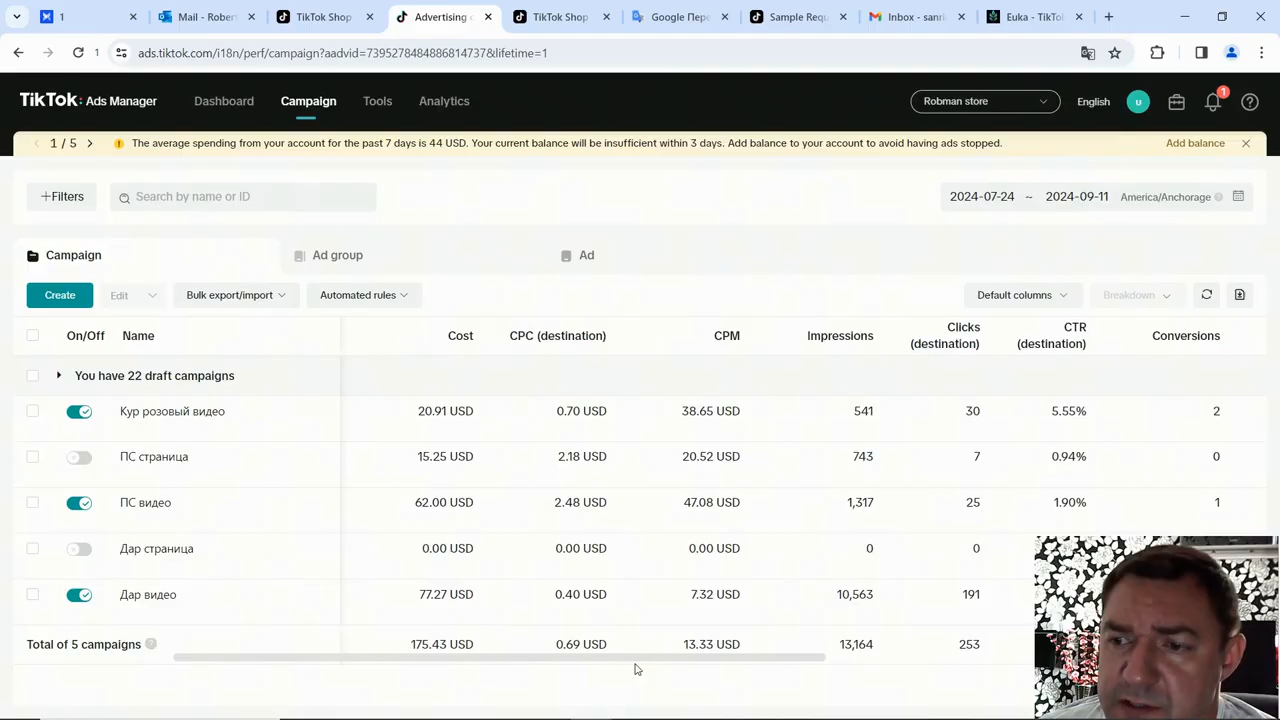 1
Mail - Rober
TikTok Shop
Advertising c
TikTok Shop
Google Пере
Sample Requ
Inbox - sanri
Euka - TikTo
1
ads.tiktok.com/i18n/perf/campaign?aadvid=7395278484886814737&lifetime=1
TikTok: Ads Manager
Dashboard
Campaign
Tools
Analytics
Robman store
English
U
1
1 / 5
The average spending from your account for the past 7 days is 44 USD. Your current balance will be insufficient within 3 days. Add balance to your account to avoid having ads stopped.
Add balance
+Filters
Search by name or ID
2024-07-24 ~ 2024-09-11 America/Anchorage
Campaign
Ad group
Ad
Create
Edit
Bulk export/import
Automated rules
Default columns
Breakdown
On/Off Name Cost CPC (destination) CPM Impressions Clicks (destination) CTR (destination) Conversions
You have 22 draft campaigns
Кур розовый видео 20.91 USD 0.70 USD 38.65 USD 541 30 5.55% 2
ПС страница 15.25 USD 2.18 USD 20.52 USD 743 7 0.94% 0
ПС видео 62.00 USD 2.48 USD 47.08 USD 1,317 25 1.90% 1
Дар страница 0.00 USD 0.00 USD 0.00 USD 0 0
Дар видео 77.27 USD 0.40 USD 7.32 USD 10,563 191
Total of 5 campaigns 175.43 USD 0.69 USD 13.33 USD 13,164 253